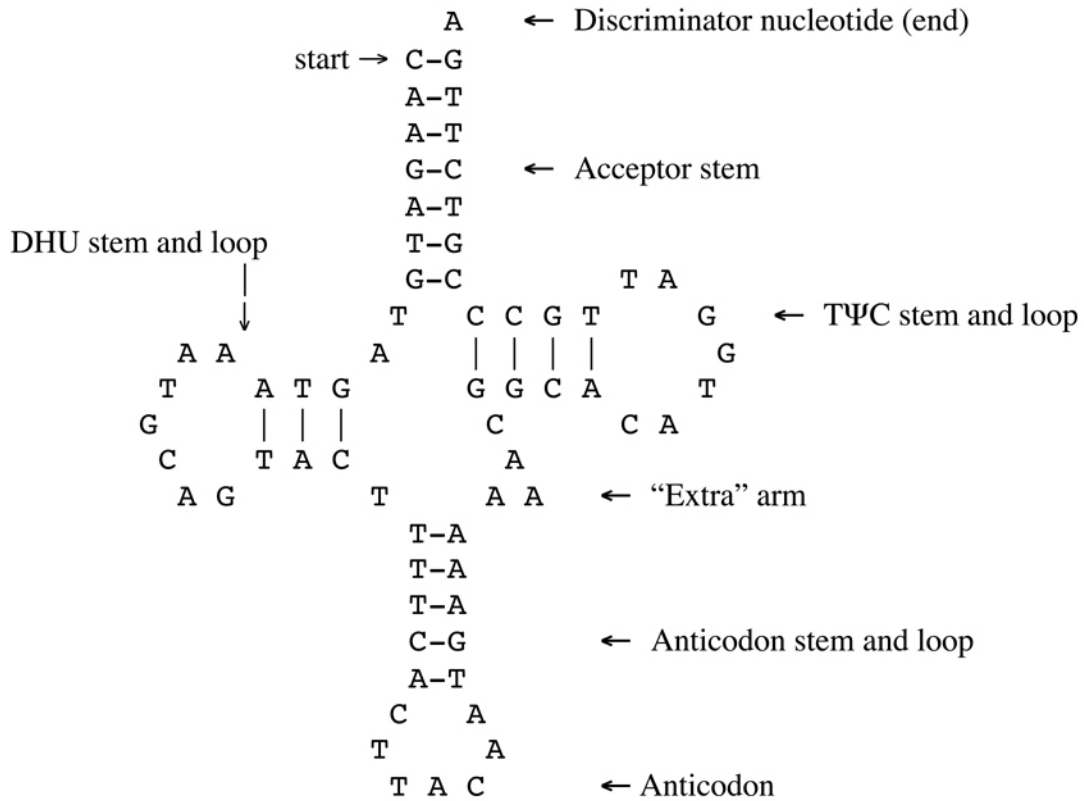 A ← Discriminator nucleotide (end)
start → C–G
A–T
A–T
G–C ← Acceptor stem
A–T
DHU stem and loop T–G
G–C T A
T C C G T G ← TΨC stem and loop
A A A | | | | G
T A T G G G C A T
G | | | C C A
C T A C A
A G T A A ← “Extra” arm
T–A
T–A
T–A
C–G ← Anticodon stem and loop
A–T
C A
T A
T A C ← Anticodon